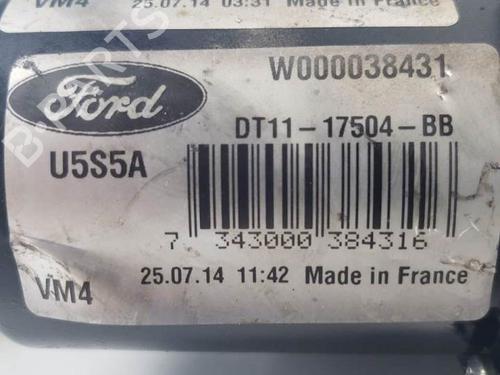 VM4 25.07.14 03:31 Made in France
Ford W000038431
DT11-17504-BB
U5S5A
7 343000 384316
25.07.14 11:42 Made in France
VM4